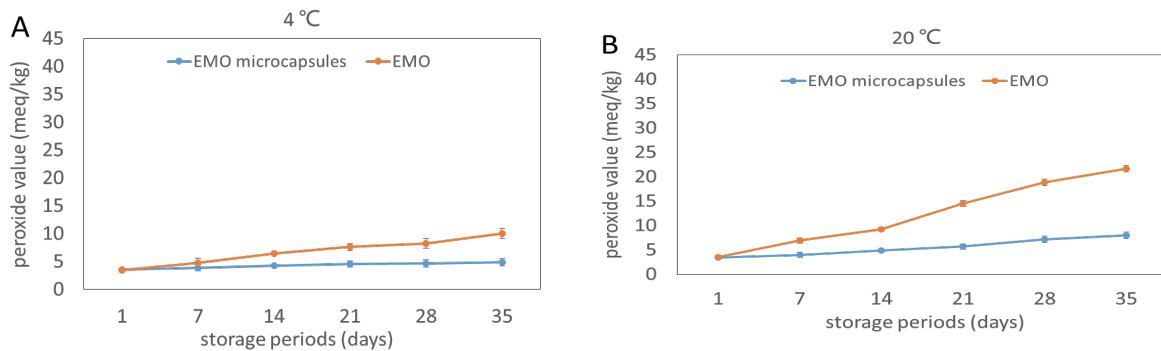 A
4 ℃
45
40
35
30
25
20
15
10
5
0
peroxide value (meq/kg)
EMO microcapsules
EMO
1 7 14 21 28 35
storage periods (days)
B
20 ℃
45
40
35
30
25
20
15
10
5
0
peroxide value (meq/kg)
EMO microcapsules
EMO
1 7 14 21 28 35
storage periods (days)